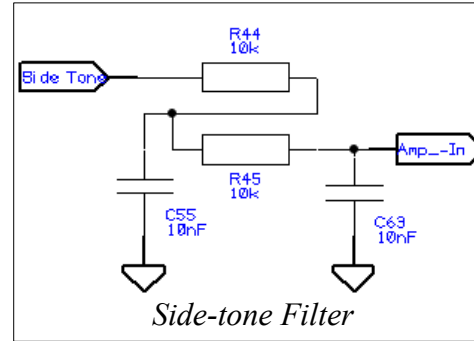 R44
10k
Side Tone
Amp_-In
R45
10k
C55
10nF
C63
10nF
Side-tone Filter